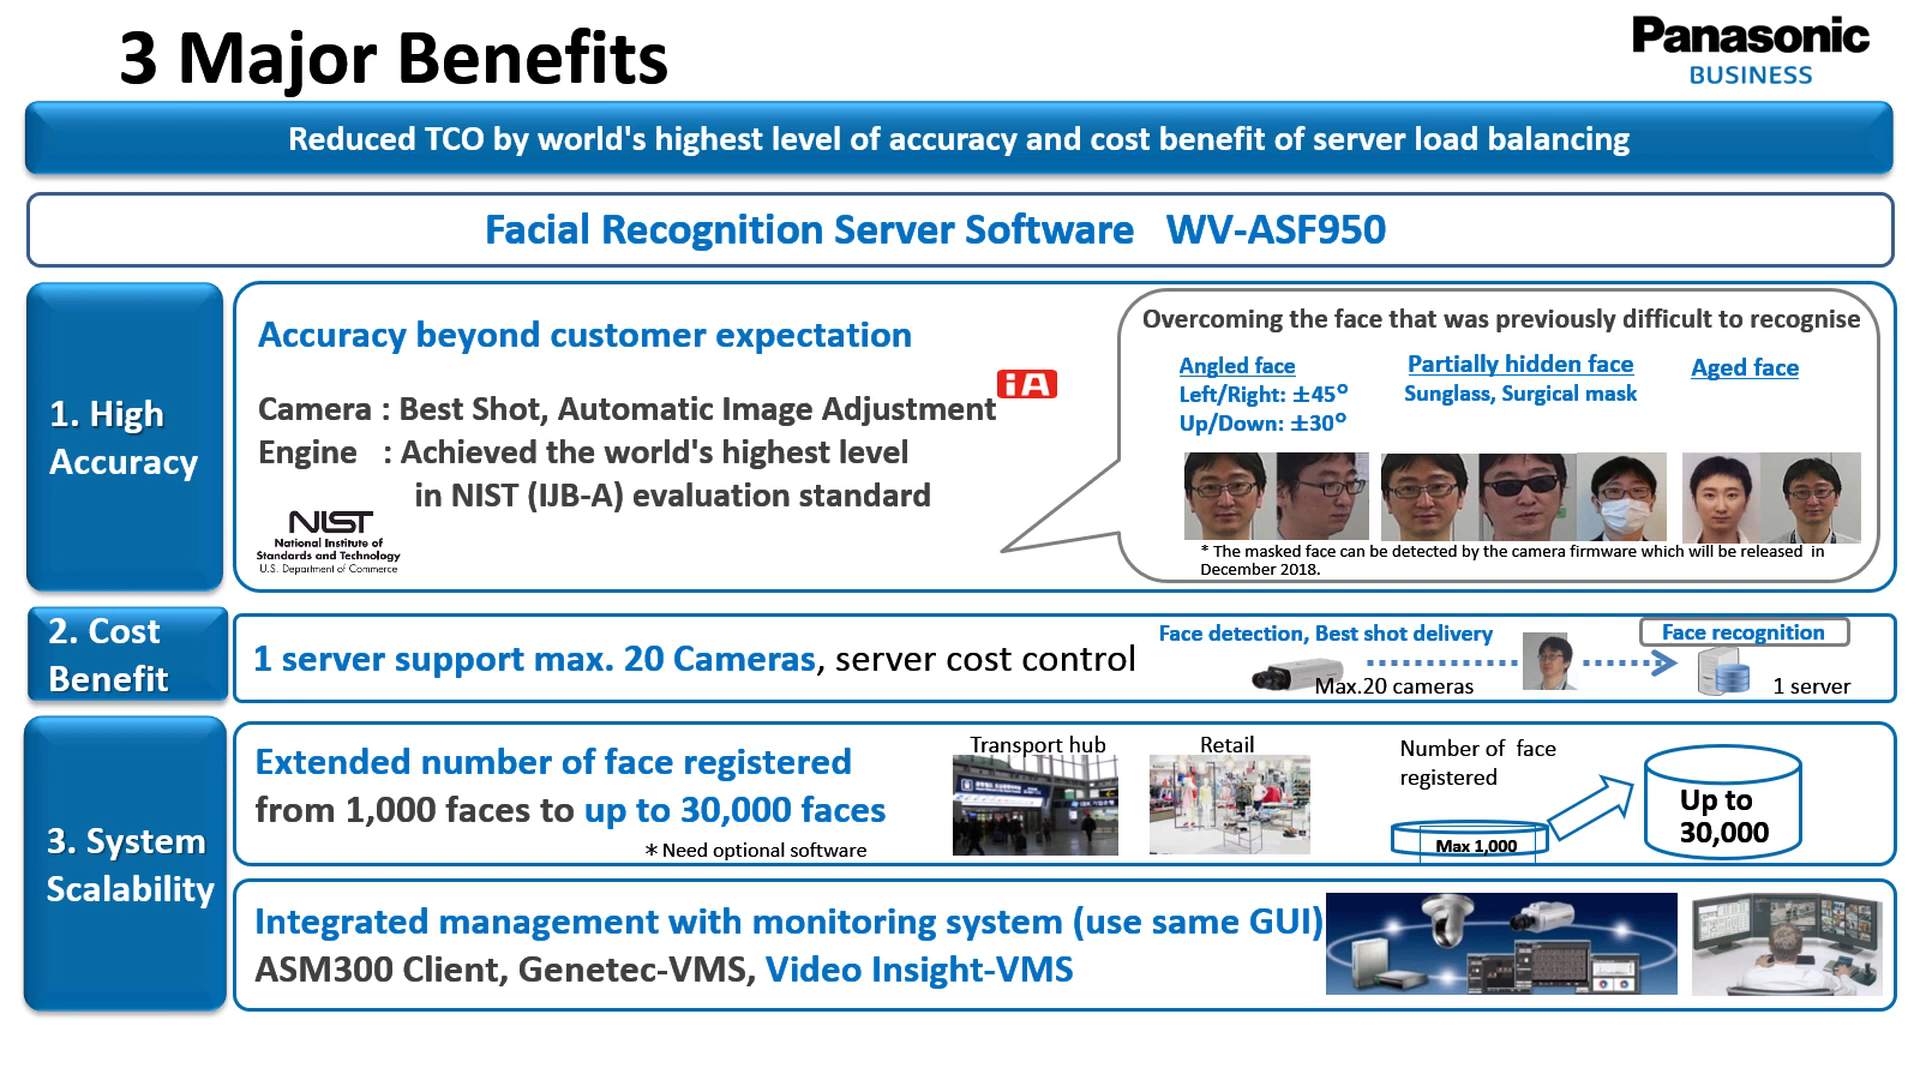 3 Major Benefits
Panasonic
BUSINESS
Reduced TCO by world's highest level of accuracy and cost benefit of server load balancing
Facial Recognition Server Software WV-ASF950
1. High
Accuracy
Accuracy beyond customer expectation
iA
Camera : Best Shot, Automatic Image Adjustment
Engine : Achieved the world's highest level
in NIST (IJB-A) evaluation standard
NIST
National Institute of
Standards and Technology
U.S. Department of Commerce
Overcoming the face that was previously difficult to recognise
Angled face
Left/Right: ±45°
Up/Down: ±30°
Partially hidden face
Sunglass, Surgical mask
Aged face
* The masked face can be detected by the camera firmware which will be released in
December 2018.
2. Cost
Benefit
1 server support max. 20 Cameras, server cost control
Face detection, Best shot delivery
Max.20 cameras
Face recognition
1 server
3. System
Scalability
Extended number of face registered
from 1,000 faces to up to 30,000 faces
* Need optional software
Transport hub
Retail
Number of face
registered
Max 1,000
Up to
30,000
Integrated management with monitoring system (use same GUI)
ASM300 Client, Genetec-VMS, Video Insight-VMS